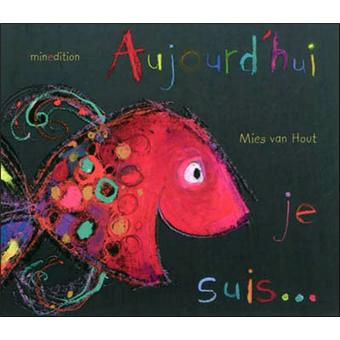 minedition
Aujourd'hui
Mies van Hout
je
suis...